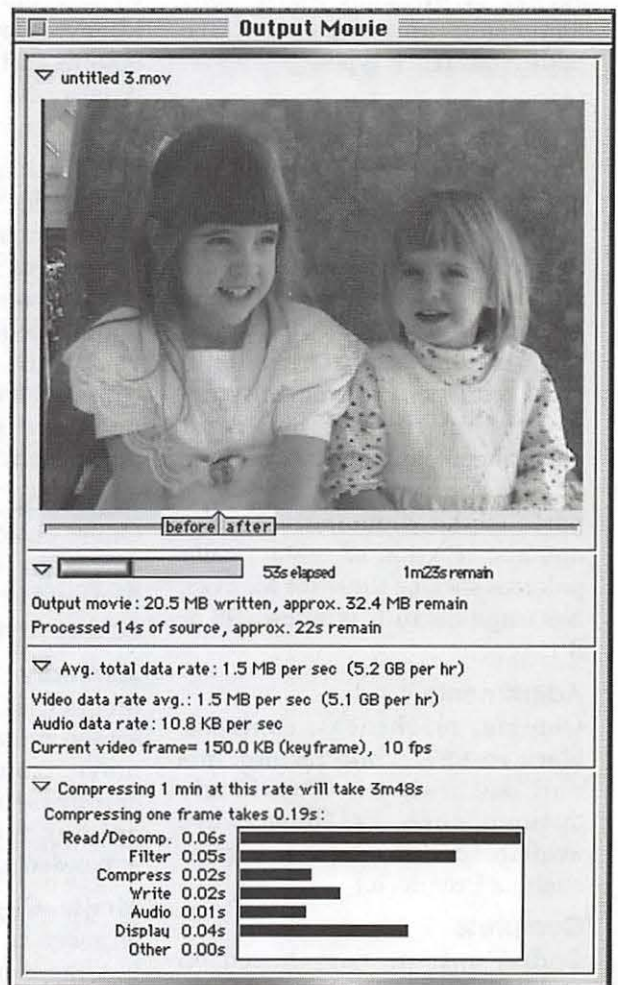 Output Movie
untitled 3.mov
before after
53s elapsed 1m23s remain
Output movie: 20.5 MB written, approx. 32.4 MB remain
Processed 14s of source, approx. 22s remain
Avg. total data rate: 1.5 MB per sec (5.2 GB per hr)
Video data rate avg.: 1.5 MB per sec (5.1 GB per hr)
Audio data rate: 10.8 KB per sec
Current video frame= 150.0 KB (keyframe), 10 fps
Compressing 1 min at this rate will take 3m48s
Compressing one frame takes 0.19s:
Read/Decomp. 0.06s
Filter 0.05s
Compress 0.02s
Write 0.02s
Audio 0.01s
Display 0.04s
Other 0.00s